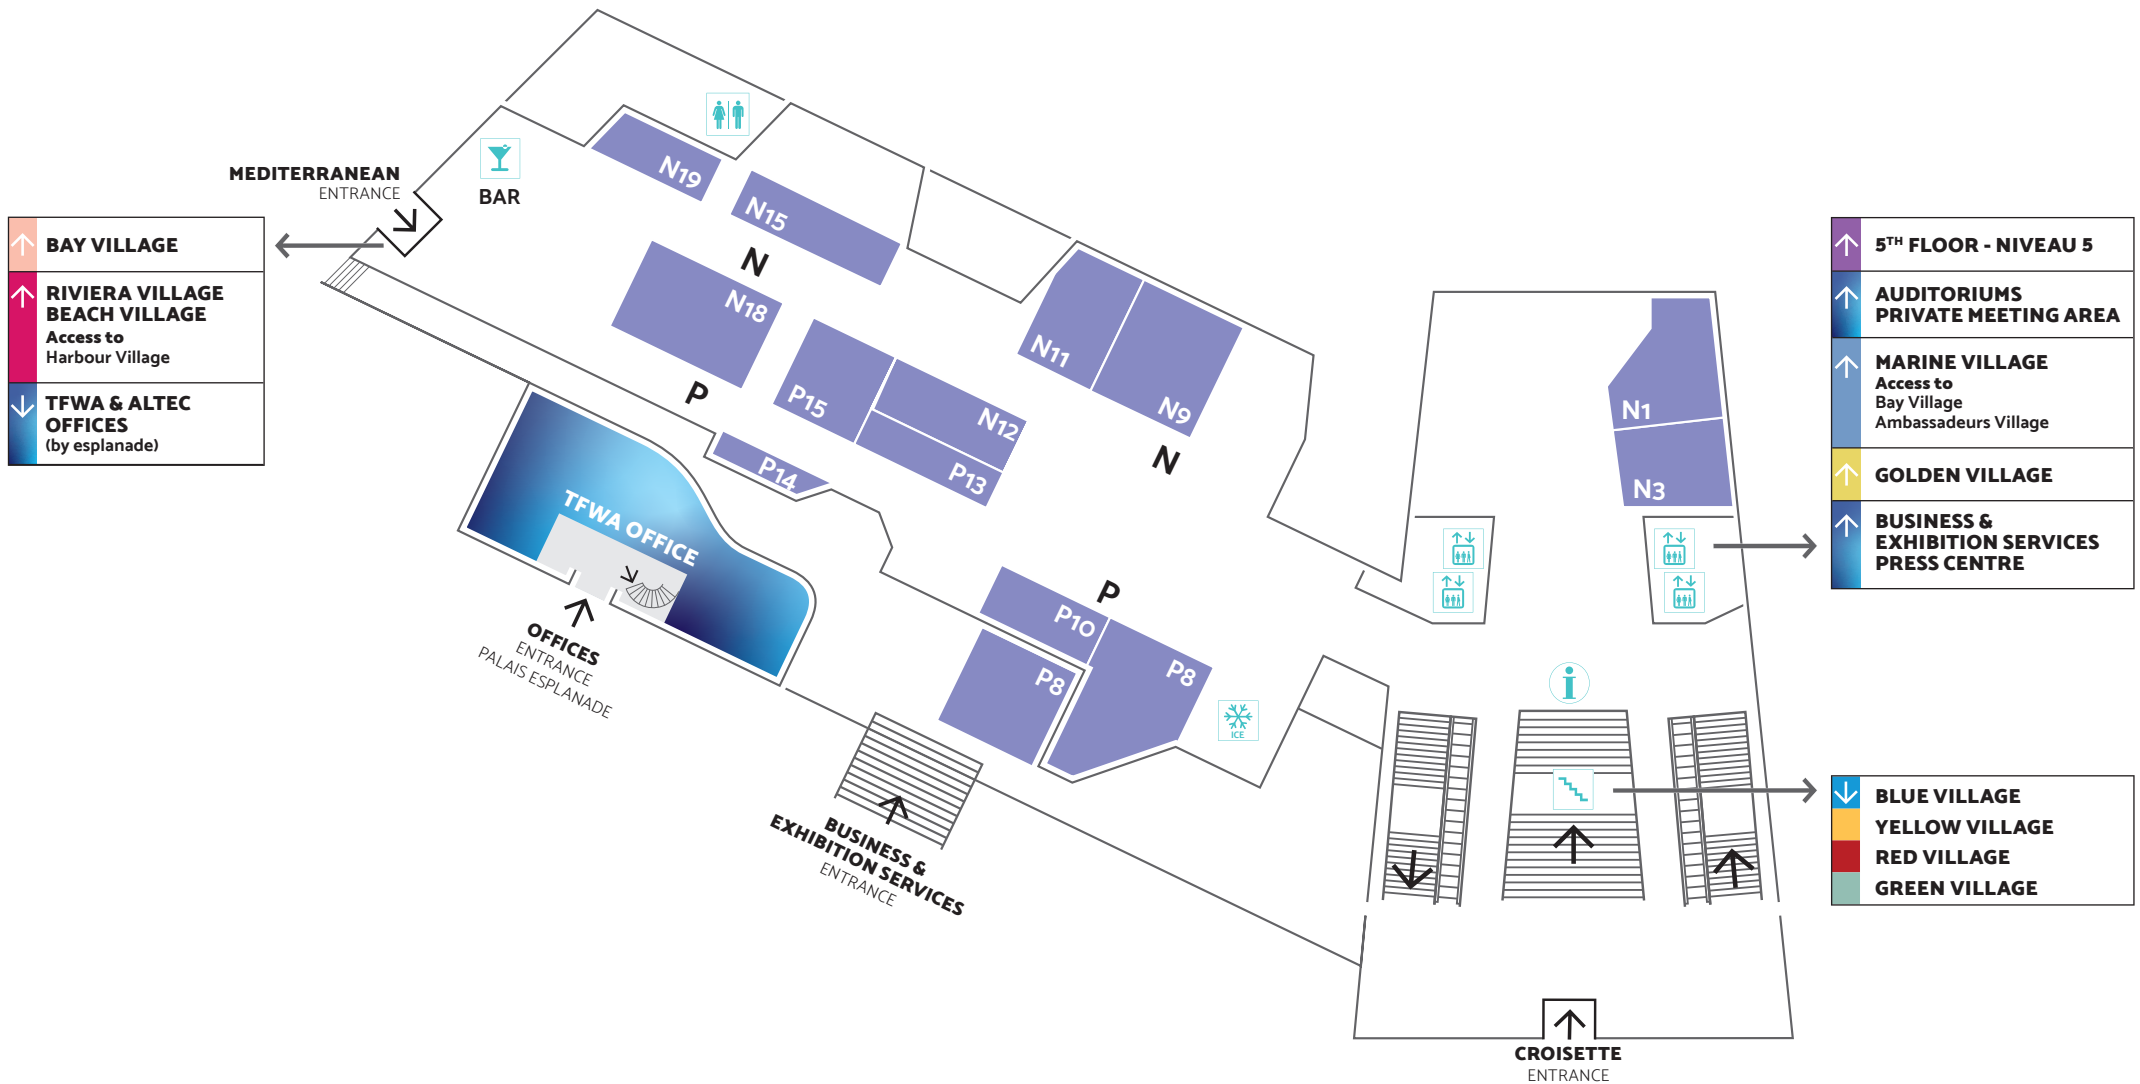 MEDITERRANEAN
ENTRANCE
BAR
BAY VILLAGE
RIVIERA VILLAGE
BEACH VILLAGE
Access to
Harbour Village
TFWA & ALTEC
OFFICES
(by esplanade)
N19
N15
N
N18
P
P15
N12
P13
P14
N11
N9
N
N1
N3
TFWA OFFICE
OFFICES
ENTRANCE
PALAIS ESPLANADE
P
P10
P8
P8
ICE
BUSINESS &
EXHIBITION SERVICES
ENTRANCE
5TH FLOOR - NIVEAU 5
AUDITORIUMS
PRIVATE MEETING AREA
MARINE VILLAGE
Access to
Bay Village
Ambassadeurs Village
GOLDEN VILLAGE
BUSINESS &
EXHIBITION SERVICES
PRESS CENTRE
i
BLUE VILLAGE
YELLOW VILLAGE
RED VILLAGE
GREEN VILLAGE
CROISETTE
ENTRANCE